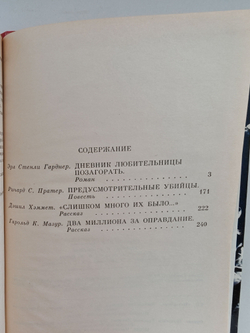 СОДЕРЖАНИЕ
Эрл Стенли Гарднер. ДНЕВНИК ЛЮБИТЕЛЬНИЦЫ
ПОЗАГОРАТЬ.
Роман . . . . . . . . . . . . 3
Ричард С. Пратер. ПРЕДУСМОТРИТЕЛЬНЫЕ УБИЙЦЫ.
Повесть . . . . . . . . . . . 171
Дэшил Хэммет. «СЛИШКОМ МНОГО ИХ БЫЛО...»
Рассказ . . . . . . . . . . . 222
Гарольд К. Мазур. ДВА МИЛЛИОНА ЗА ОПРАВДАНИЕ.
Рассказ . . . . . . . . . . . 240